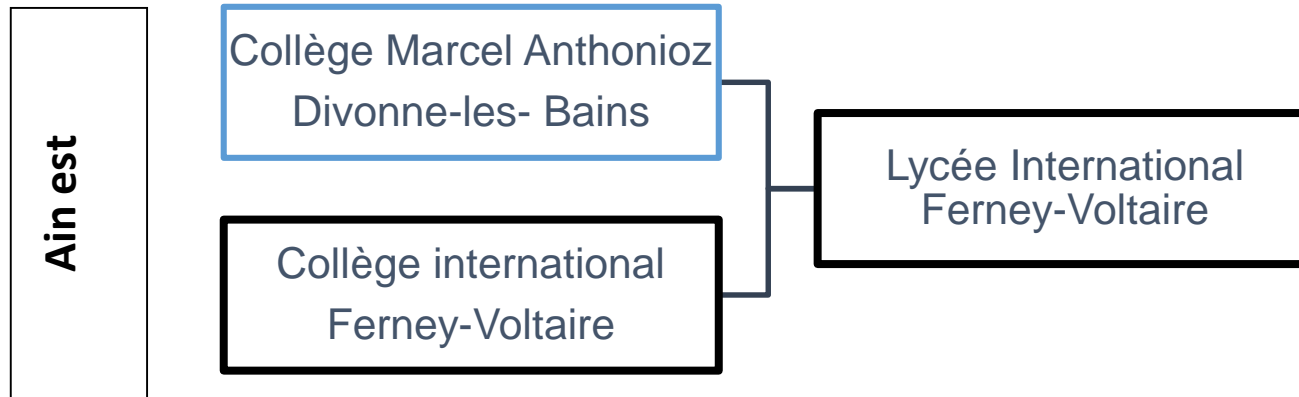 Ain est
Collège Marcel Anthonioz
Divonne-les- Bains
Collège international
Ferney-Voltaire
Lycée International
Ferney-Voltaire